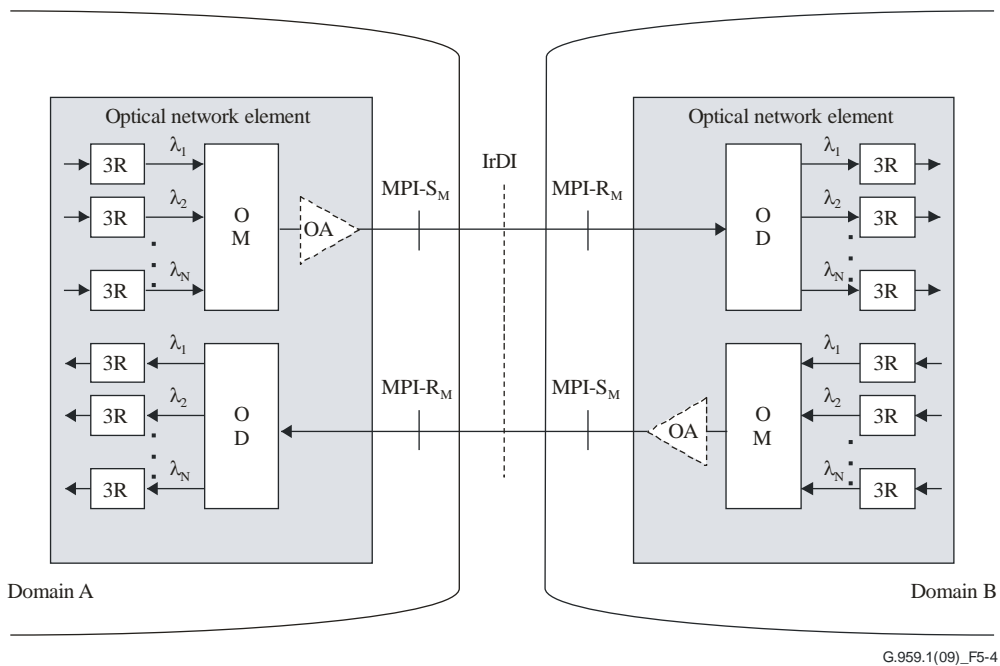 Optical network element
3R
λ1
3R
λ2
3R
λN
O
M
OA
MPI-SM
3R
λ1
3R
λ2
3R
λN
O
D
MPI-RM
IrDI
Optical network element
MPI-RM
O
D
λ1
3R
λ2
3R
λN
3R
MPI-SM
OA
O
M
λ1
3R
λ2
3R
λN
3R
Domain A
Domain B
G.959.1(09)_F5-4